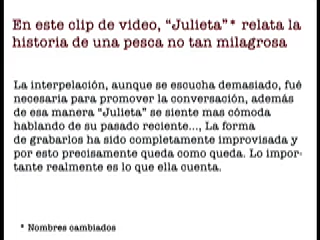 En este clip de video, “Julieta”* relata la
historia de una pesca no tan milagrosa
La interpelación, aunque se escucha demasiado, fué
necesaria para promover la conversación, además
de esa manera “Julieta” se siente mas cómoda
hablando de su pasado reciente..., La forma
de grabarlos ha sido completamente improvisada y
por esto precisamente queda como queda. Lo impor-
tante realmente es lo que ella cuenta.
* Nombres cambiados